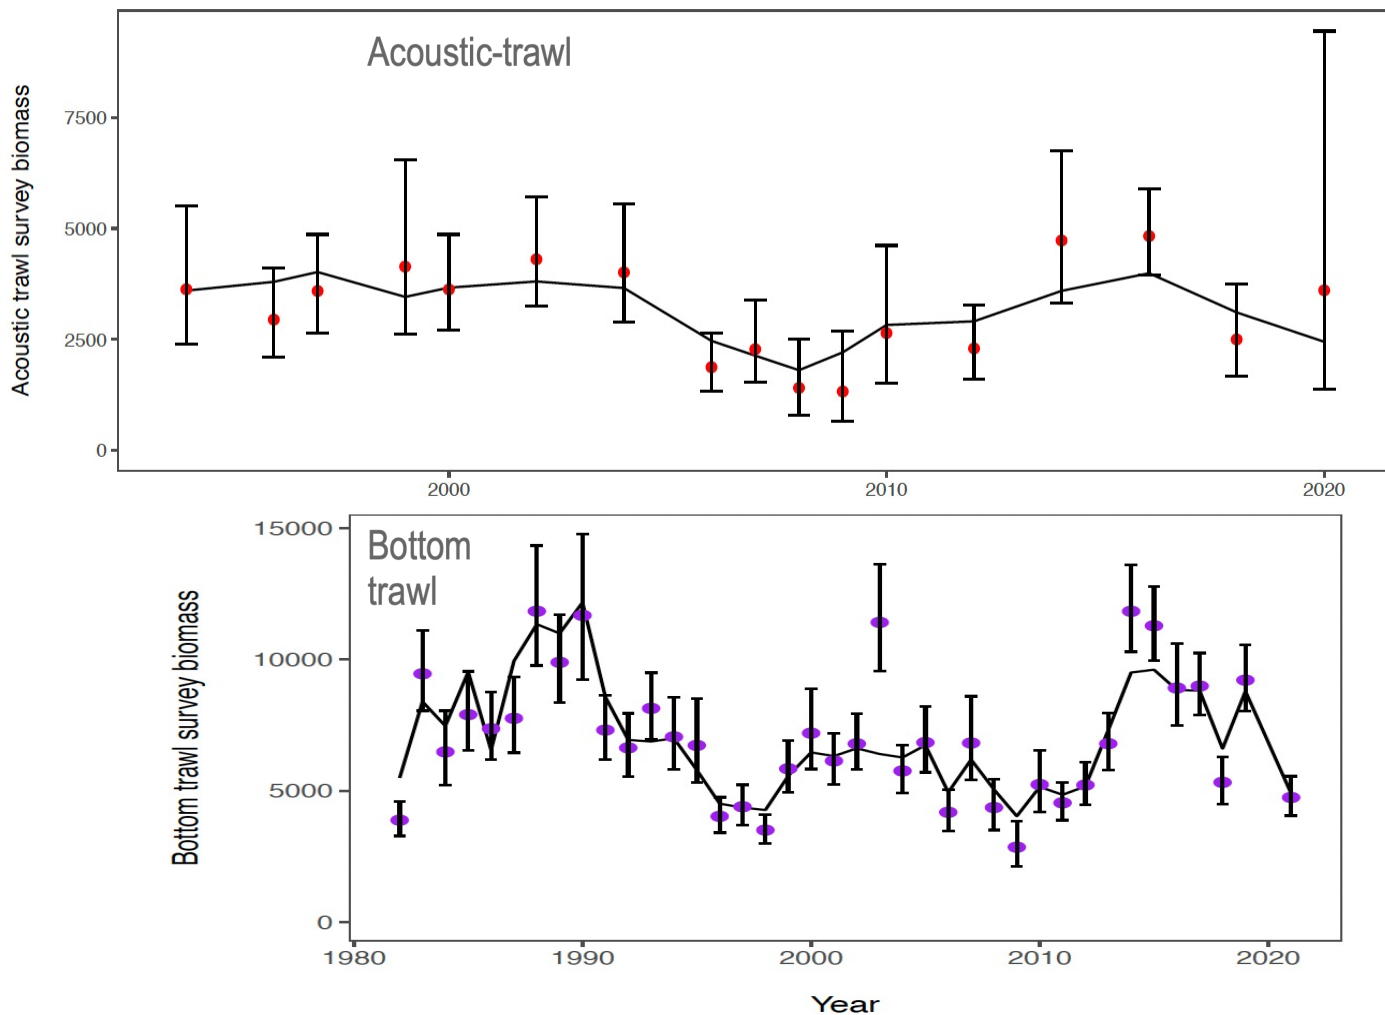 Acoustic-trawl
Acoustic trawl survey biomass
7500
5000
2500
0
2000
2010
2020
Bottom
trawl
Bottom trawl survey biomass
15000
10000
5000
0
1980
1990
2000
2010
2020
Year